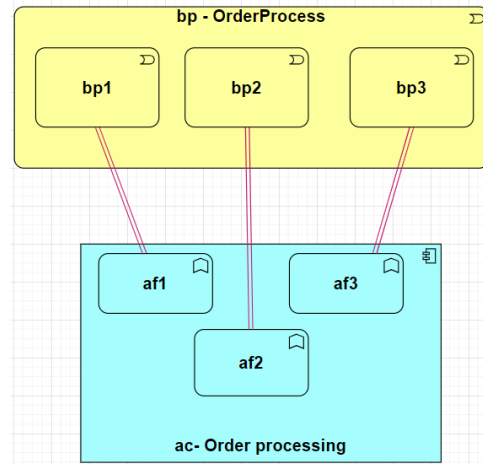 bp - OrderProcess
bp1
bp2
bp3
af1
af3
af2
ac- Order processing